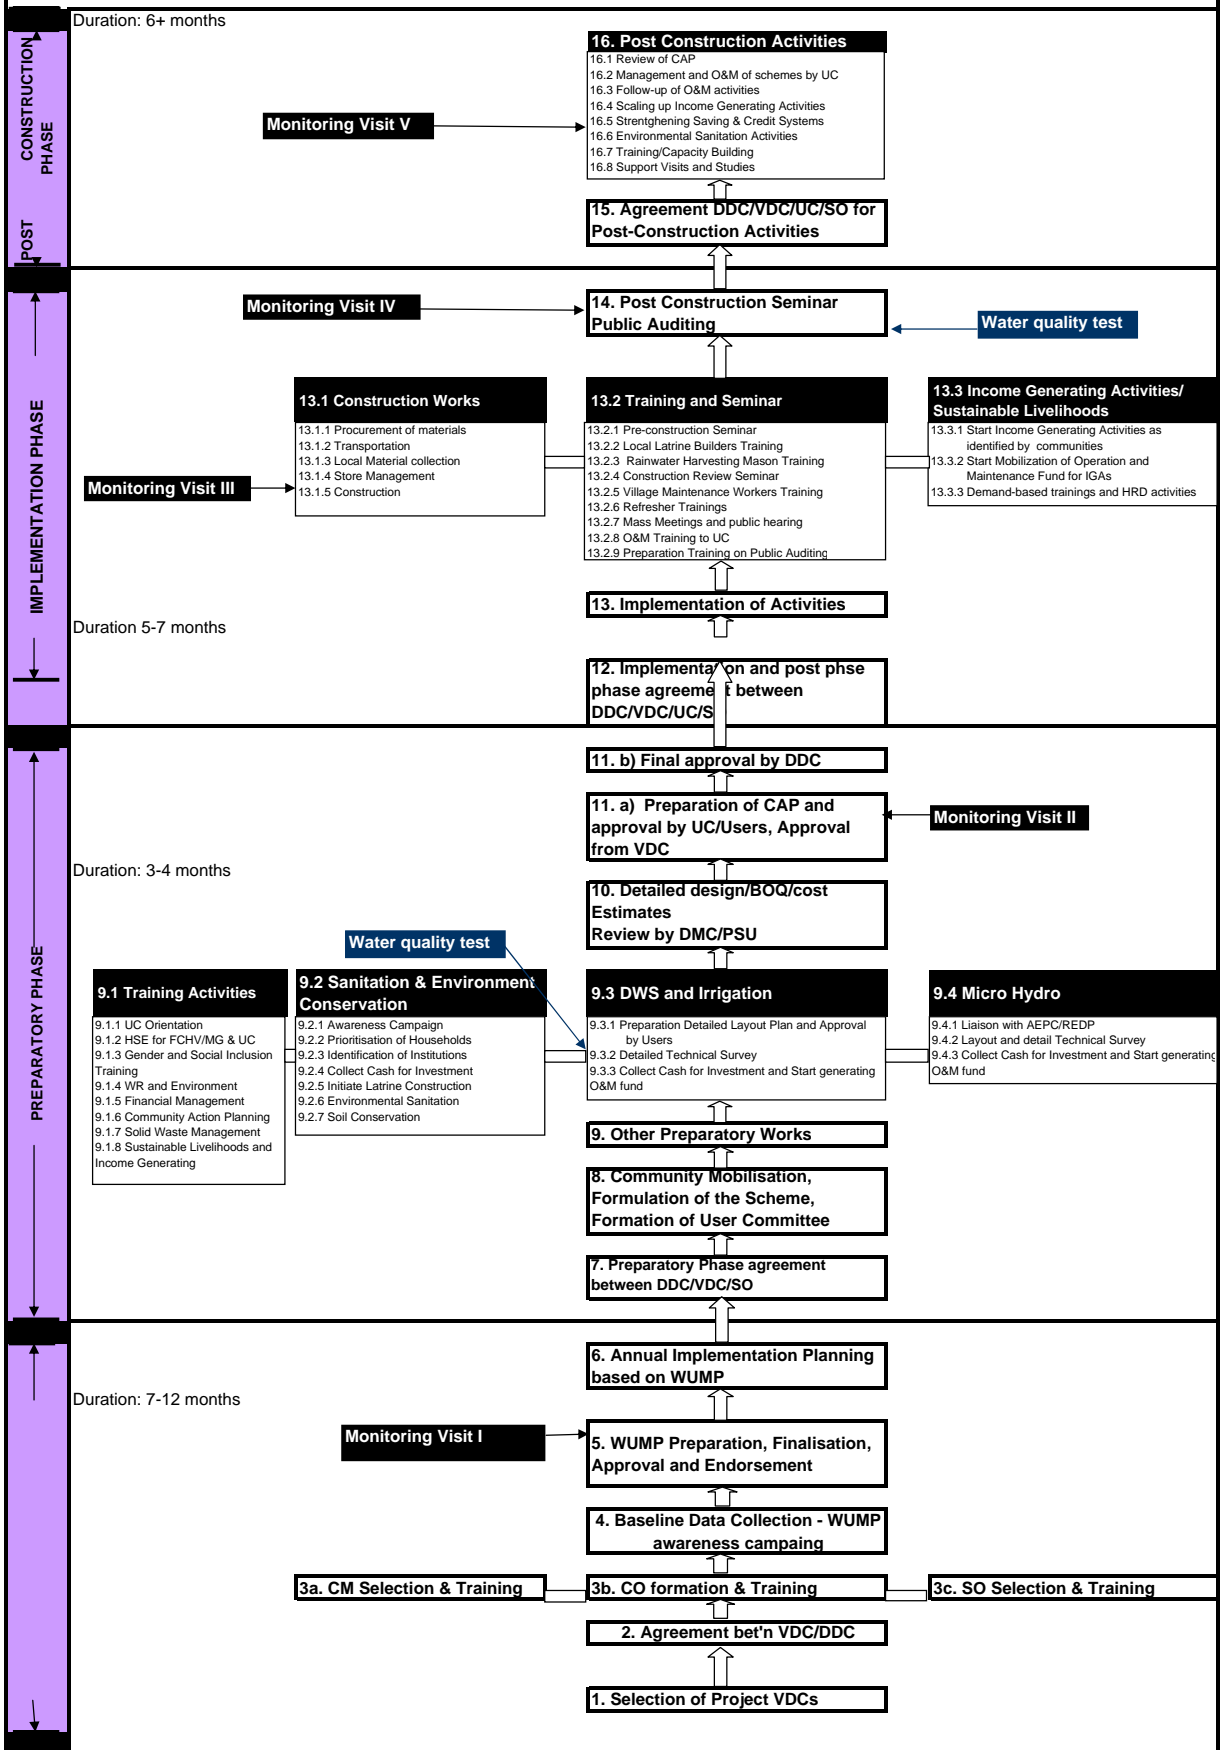 Duration: 6+ months
POST CONSTRUCTION
PHASE
16. Post Construction Activities
16.1 Review of CAP
16.2 Management and O&M of schemes by UC
16.3 Follow-up of O&M activities
16.4 Scaling up Income Generating Activities
16.5 Strentghening Saving & Credit Systems
16.6 Environmental Sanitation Activities
16.7 Training/Capacity Building
16.8 Support Visits and Studies
Monitoring Visit V
15. Agreement DDC/VDC/UC/SO for
Post-Construction Activities
Monitoring Visit IV
14. Post Construction Seminar
Public Auditing
Water quality test
IMPLEMENTATION PHASE
13.1 Construction Works
13.1.1 Procurement of materials
13.1.2 Transportation
13.1.3 Local Material collection
13.1.4 Store Management
13.1.5 Construction
Monitoring Visit III
13.2 Training and Seminar
13.2.1 Pre-construction Seminar
13.2.2 Local Latrine Builders Training
13.2.3 Rainwater Harvesting Mason Training
13.2.4 Construction Review Seminar
13.2.5 Village Maintenance Workers Training
13.2.6 Refresher Trainings
13.2.7 Mass Meetings and public hearing
13.2.8 O&M Training to UC
13.2.9 Preparation Training on Public Auditing
13.3 Income Generating Activities/
Sustainable Livelihoods
13.3.1 Start Income Generating Activities as
identified by communities
13.3.2 Start Mobilization of Operation and
Maintenance Fund for IGAs
13.3.3 Demand-based trainings and HRD activities
13. Implementation of Activities
Duration 5-7 months
12. Implementation and post phse
phase agreement between
DDC/VDC/UC/S
11. b) Final approval by DDC
11. a) Preparation of CAP and
approval by UC/Users, Approval
from VDC
Monitoring Visit II
Duration: 3-4 months
10. Detailed design/BOQ/cost
Estimates
Review by DMC/PSU
Water quality test
PREPARATORY PHASE
9.1 Training Activities
9.1.1 UC Orientation
9.1.2 HSE for FCHV/MG & UC
9.1.3 Gender and Social Inclusion
Training
9.1.4 WR and Environment
9.1.5 Financial Management
9.1.6 Community Action Planning
9.1.7 Solid Waste Management
9.1.8 Sustainable Livelihoods and
Income Generating
9.2 Sanitation & Environment
Conservation
9.2.1 Awareness Campaign
9.2.2 Prioritisation of Households
9.2.3 Identification of Institutions
9.2.4 Collect Cash for Investment
9.2.5 Initiate Latrine Construction
9.2.6 Environmental Sanitation
9.2.7 Soil Conservation
9.3 DWS and Irrigation
9.3.1 Preparation Detailed Layout Plan and Approval
by Users
9.3.2 Detailed Technical Survey
9.3.3 Collect Cash for Investment and Start generating
O&M fund
9.4 Micro Hydro
9.4.1 Liaison with AEPC/REDP
9.4.2 Layout and detail Technical Survey
9.4.3 Collect Cash for Investment and Start generating
O&M fund
9. Other Preparatory Works
8. Community Mobilisation,
Formulation of the Scheme,
Formation of User Committee
7. Preparatory Phase agreement
between DDC/VDC/SO
6. Annual Implementation Planning
based on WUMP
Duration: 7-12 months
Monitoring Visit I
5. WUMP Preparation, Finalisation,
Approval and Endorsement
4. Baseline Data Collection - WUMP
awareness campaing
3a. CM Selection & Training
3b. CO formation & Training
3c. SO Selection & Training
2. Agreement bet'n VDC/DDC
1. Selection of Project VDCs